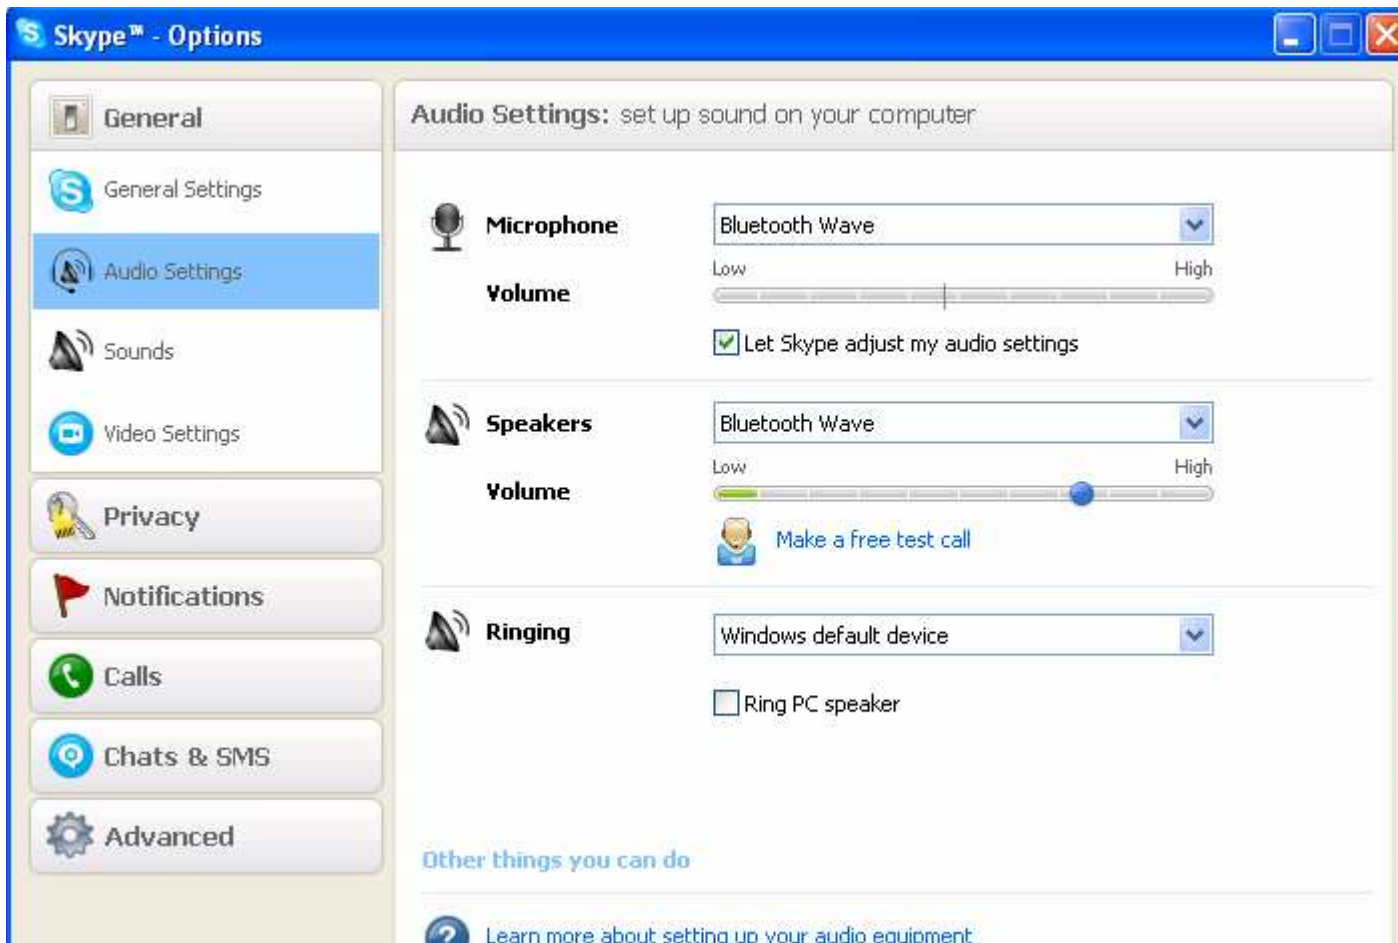 Skype™ - Options
General
General Settings
Audio Settings
Sounds
Video Settings
Privacy
Notifications
Calls
Chats & SMS
Advanced
Audio Settings: set up sound on your computer
Microphone
Bluetooth Wave
Low High
Volume
Let Skype adjust my audio settings
Speakers
Bluetooth Wave
Low High
Volume
Make a free test call
Ringing
Windows default device
Ring PC speaker
Other things you can do
Learn more about setting up your audio equipment